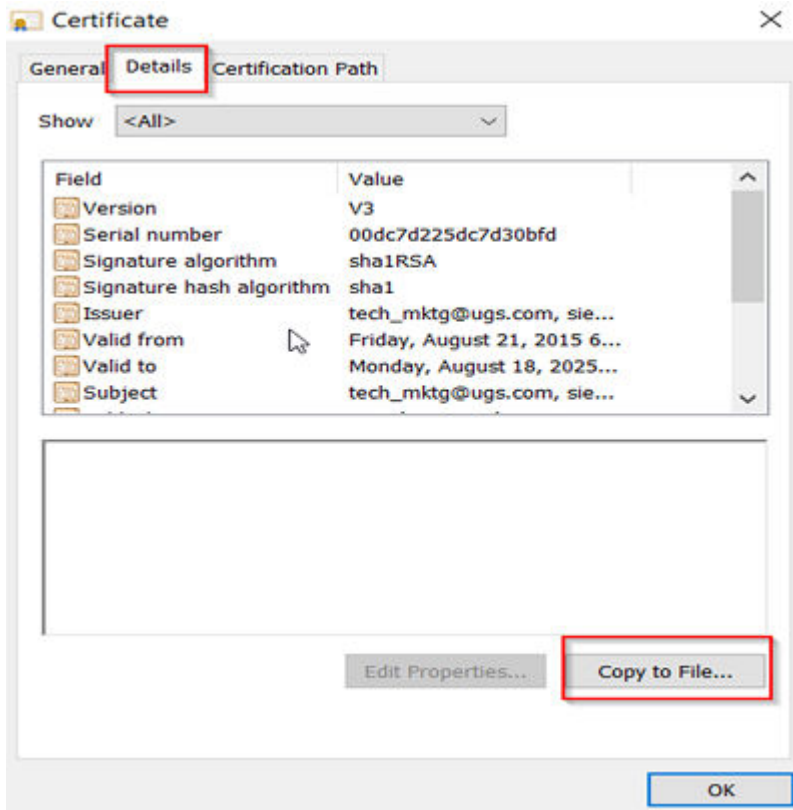 Certificate
General Details Certification Path
Show <All>
Field Value
Version V3
Serial number 00dc7d225dc7d30bfd
Signature algorithm sha1RSA
Signature hash algorithm sha1
Issuer tech_mktg@ugs.com, sie...
Valid from Friday, August 21, 2015 6...
Valid to Monday, August 18, 2025...
Subject tech_mktg@ugs.com, sie...
Edit Properties... Copy to File...
OK